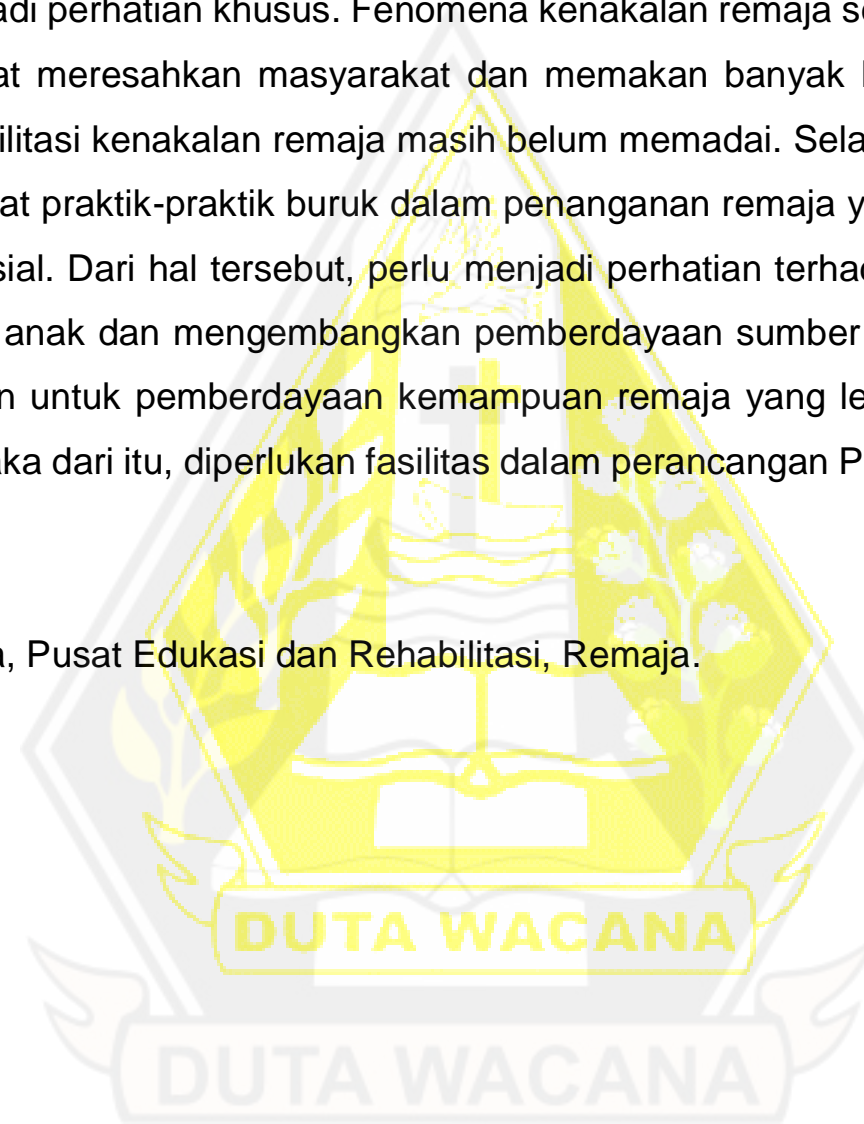 adi perhatian khusus. Fenomena kenakalan remaja se
at meresahkan masyarakat dan memakan banyak
ilitasi kenakalan remaja masih belum memadai. Sela
at praktik-praktik buruk dalam penanganan remaja y
sial. Dari hal tersebut, perlu menjadi perhatian terhad
anak dan mengembangkan pemberdayaan sumber
n untuk pemberdayaan kemampuan remaja yang le
aka dari itu, diperlukan fasilitas dalam perancangan P
a, Pusat Edukasi dan Rehabilitasi, Remaja.
DUTA WACANA
DUTA WACANA